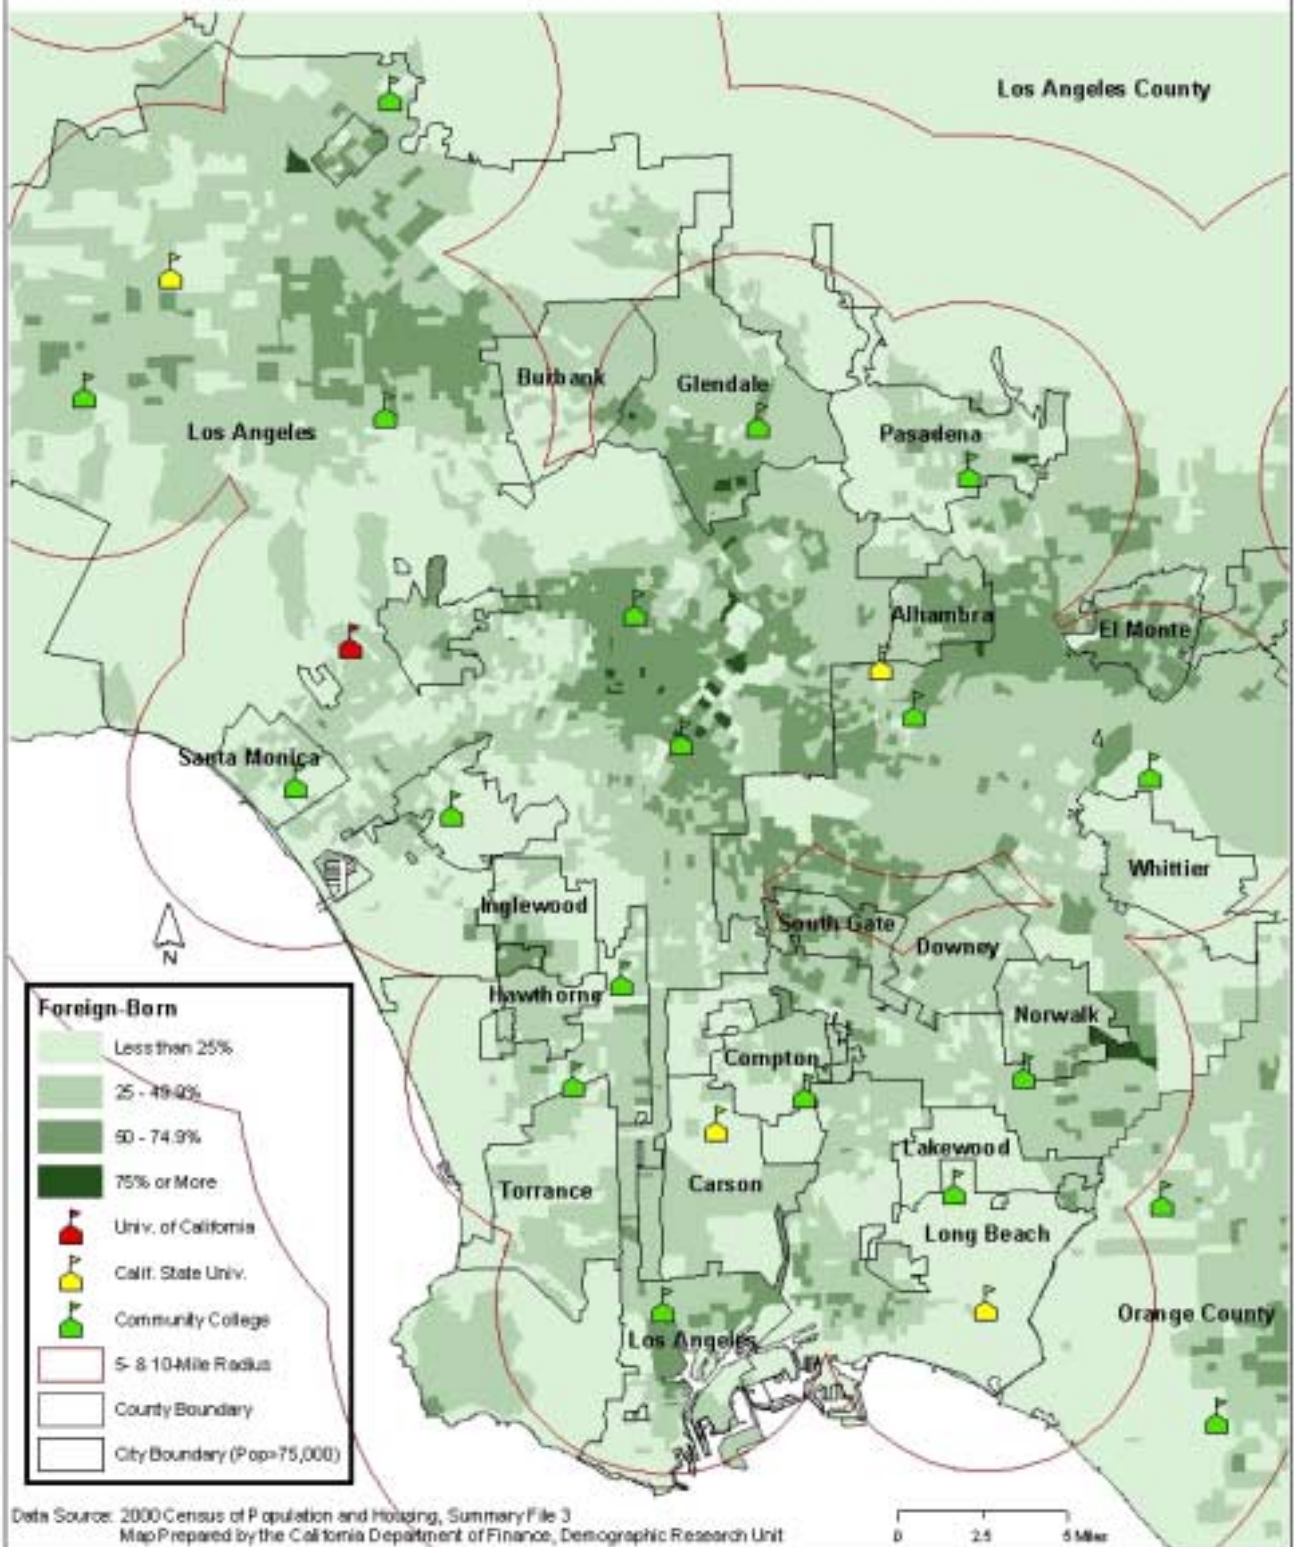 Los Angeles County
Burbank
Glendale
Los Angeles
Pasadena
Alhambra
El Monte
Santa Monica
Whittier
Inglewood
South Gate
Downey
N
Hawthorne
Norwalk
Compton
Lakewood
Torrance
Carson
Long Beach
Orange County
Los Angeles
Foreign-Born
Less than 25%
25 - 49.9%
50 - 74.9%
75% or More
Univ. of California
Calif. State Univ.
Community College
5- & 10-Mile Radius
County Boundary
City Boundary (Pop>75,000)
Data Source: 2000 Census of Population and Housing, Summary File 3
Map Prepared by the California Department of Finance, Demographic Research Unit
0 2.5 5 Miles